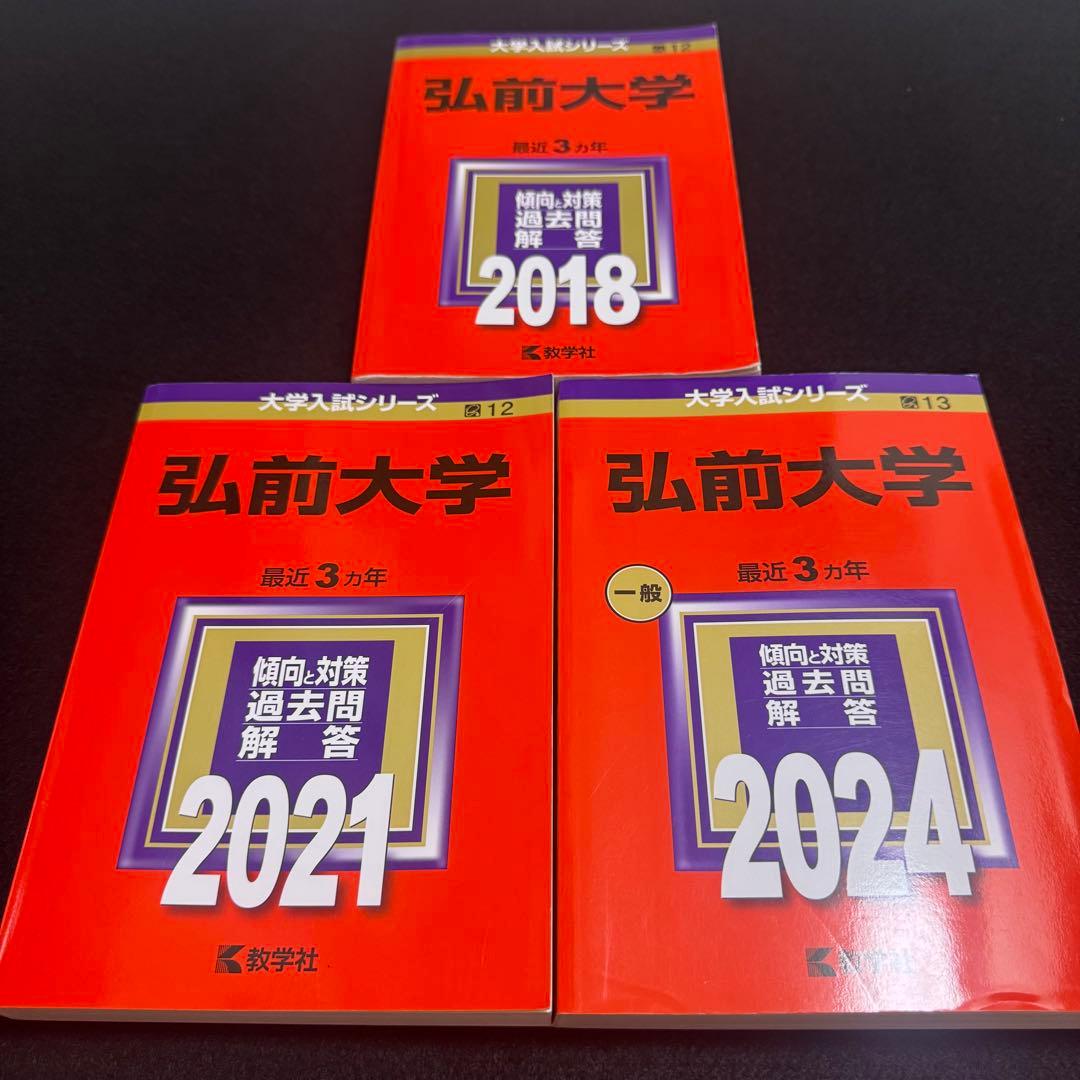 大学入試シリーズ 12
弘前大学
最近3カ年
傾向と対策
過去問
解答
2018
教学社
大学入試シリーズ 12
弘前大学
最近3カ年
傾向と対策
過去問
解答
2021
教学社
大学入試シリーズ 13
弘前大学
最近3カ年
一般
傾向と対策
過去問
解答
2024
教学社